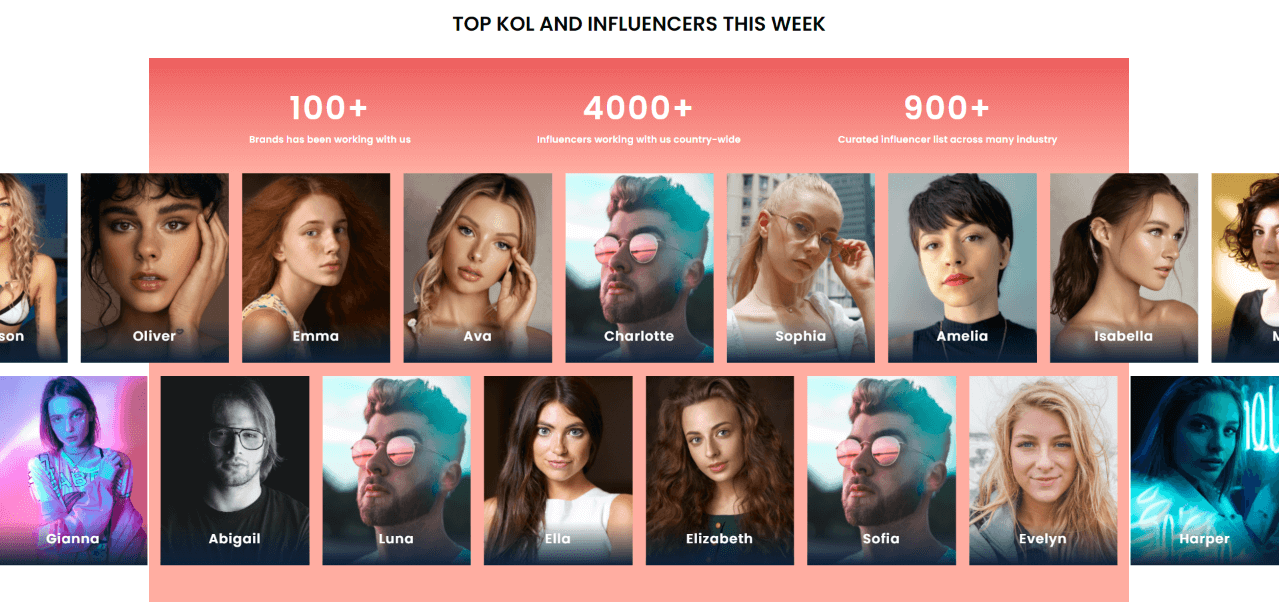 TOP KOL AND INFLUENCERS THIS WEEK
100+
4000+
900+
Brands has been working with us
Influencers working with us country-wide
Curated influencer list across many industry
son
Oliver
Emma
Ava
Charlotte
Sophia
Amelia
Isabella
Gianna
Abigail
Luna
Ella
Elizabeth
Sofia
Evelyn
Harper